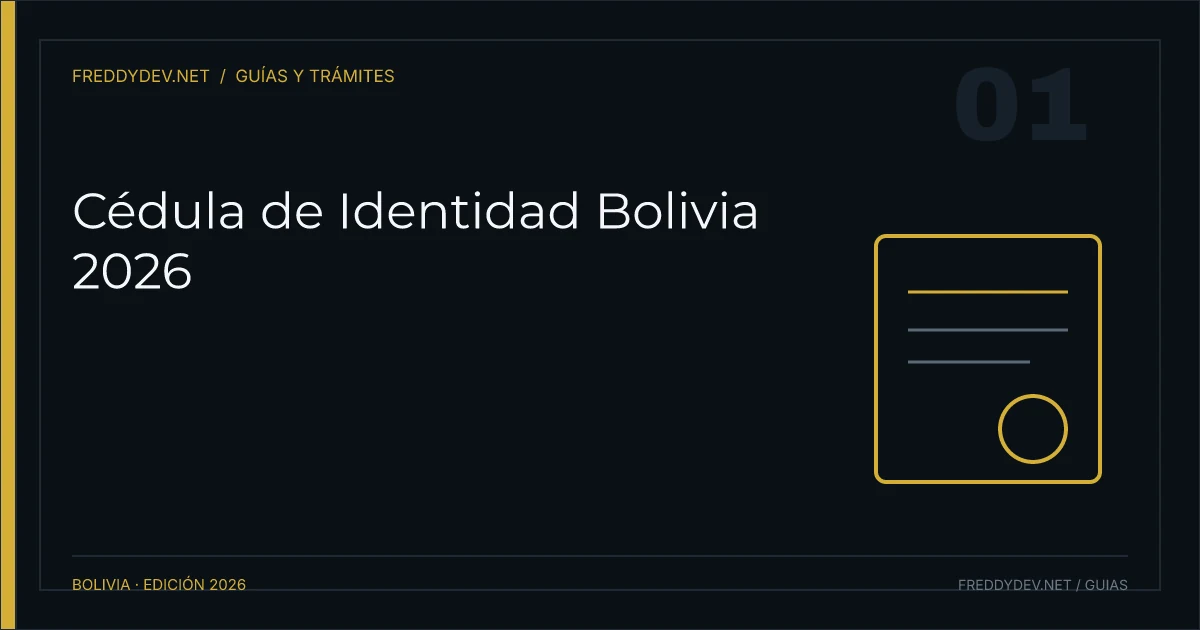 FREDDYDEV.NET / GUÍAS Y TRÁMITES
01
Cédula de Identidad Bolivia
2026
BOLIVIA · EDICIÓN 2026
FREDDYDEV.NET / GUIAS